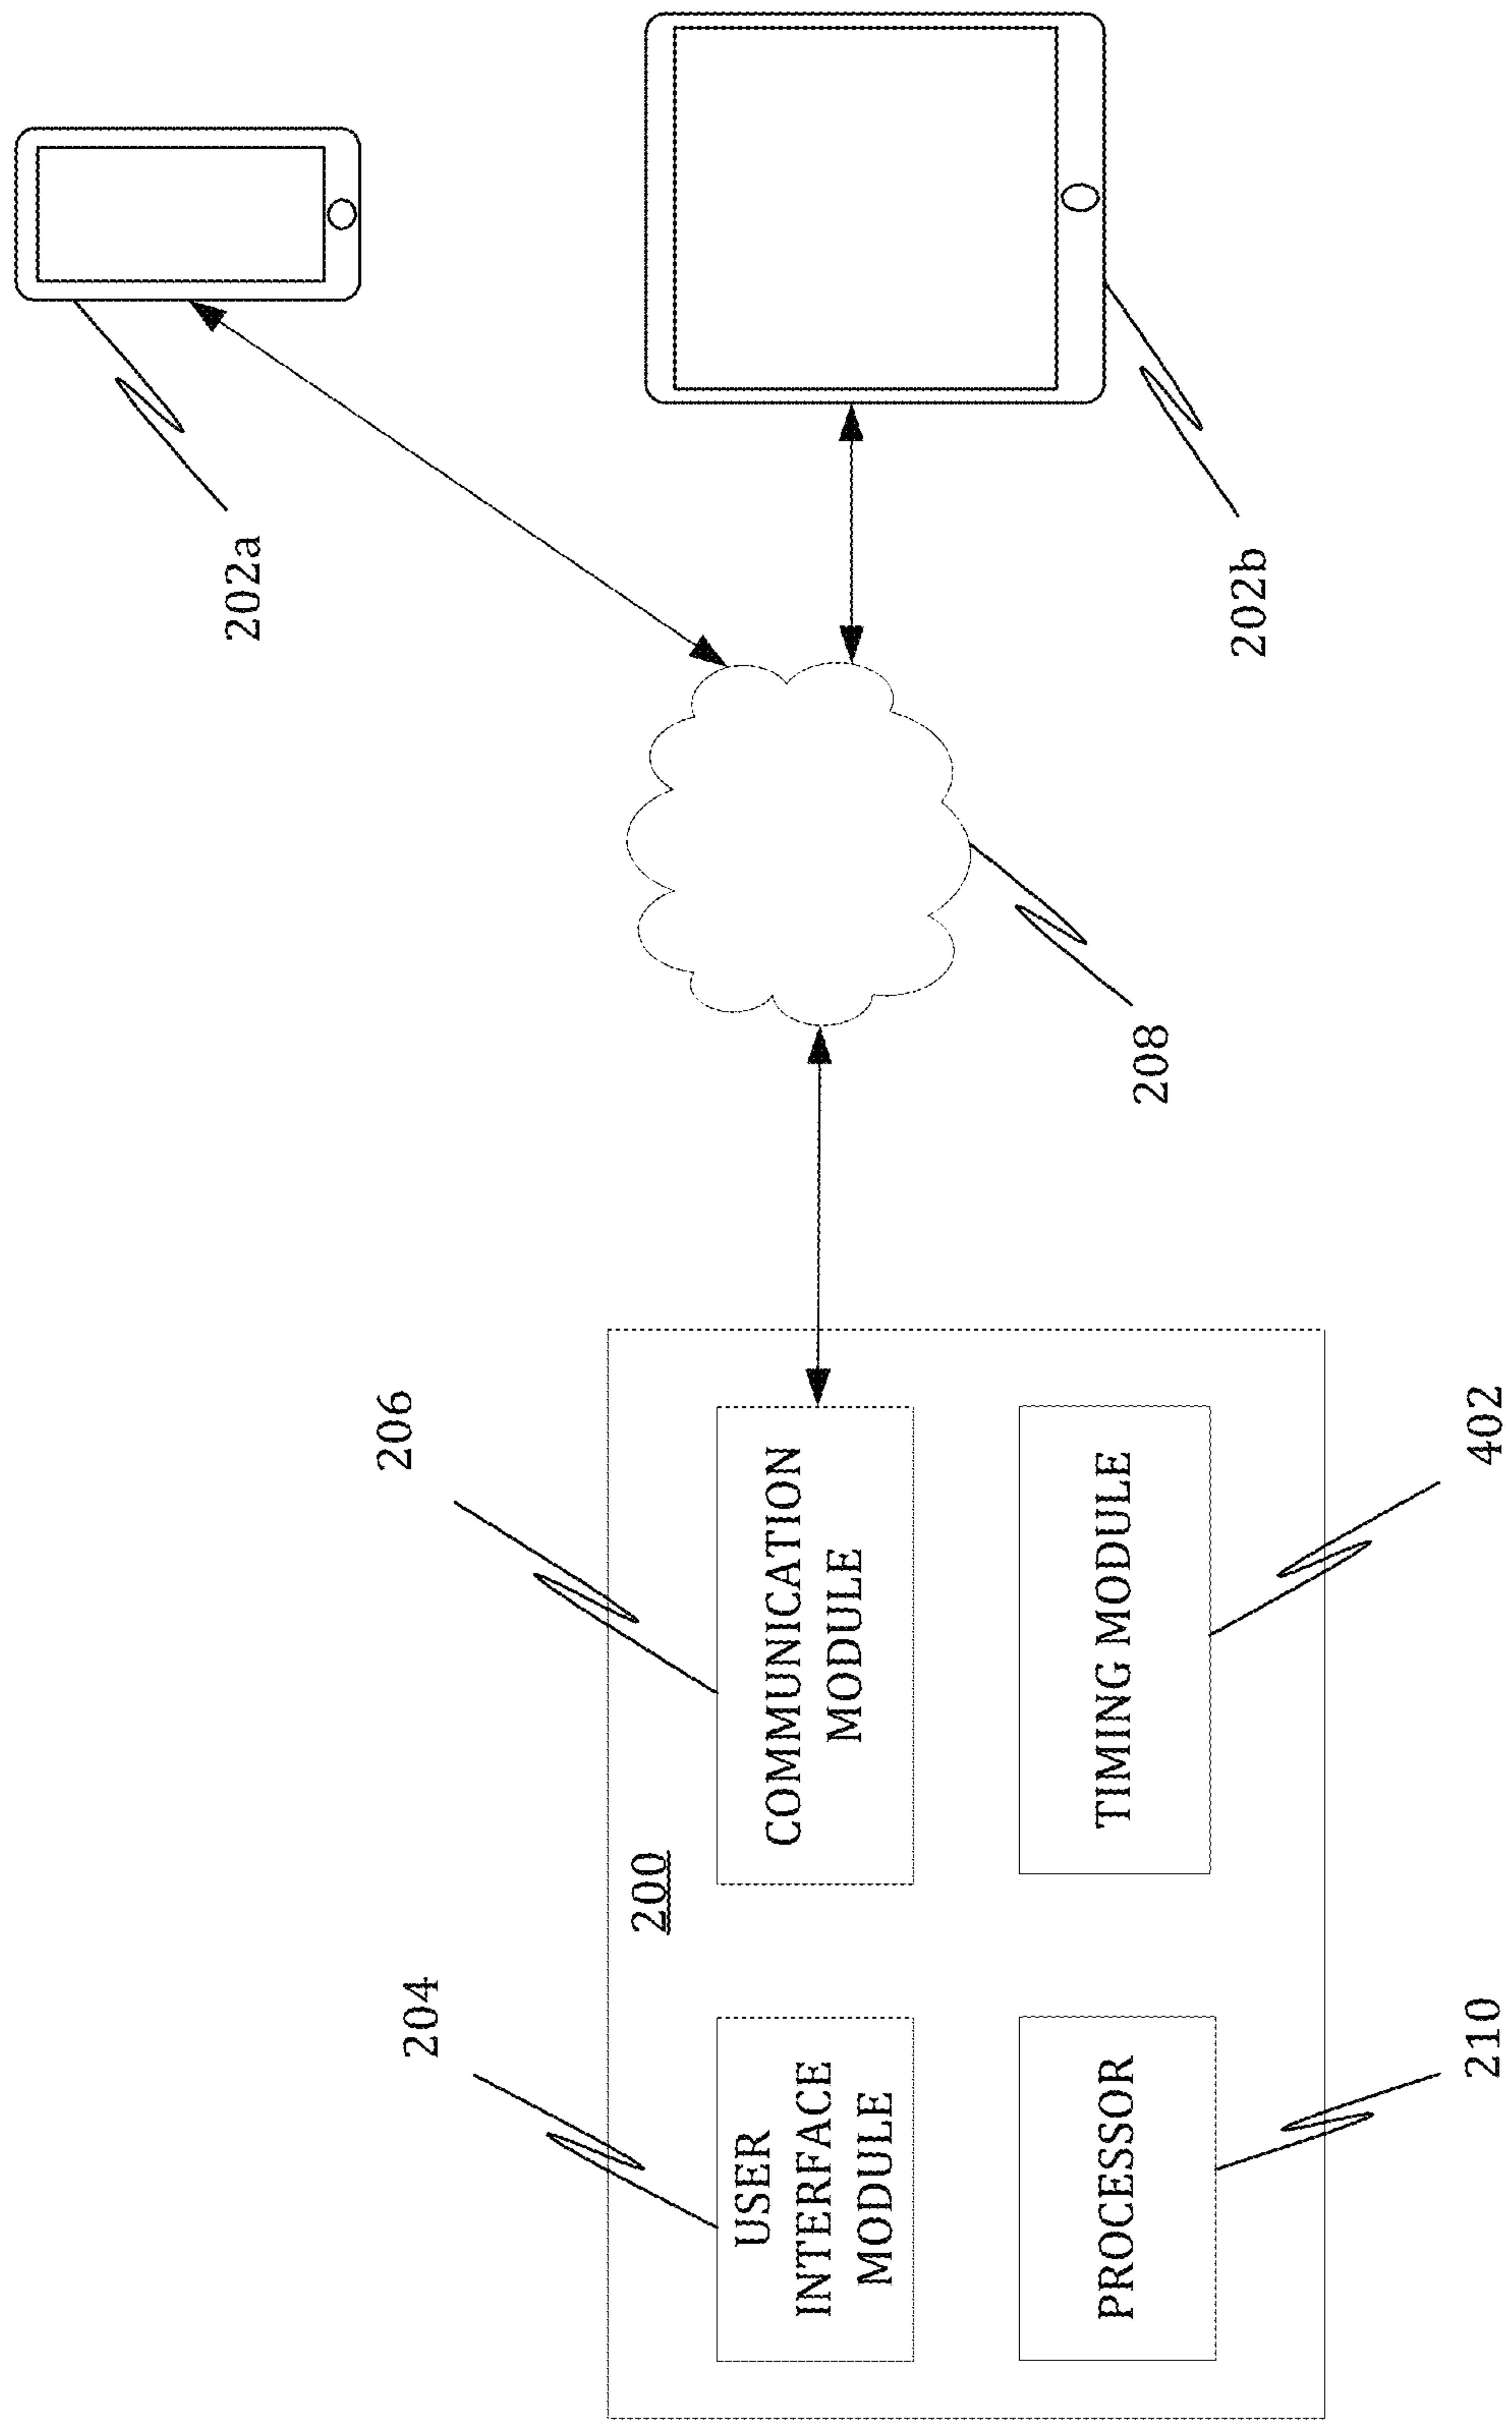 204
206
202a
200
USER
INTERFACE
MODULE
COMMUNICATION
MODULE
PROCESSOR
TIMING MODULE
208
202b
210
402